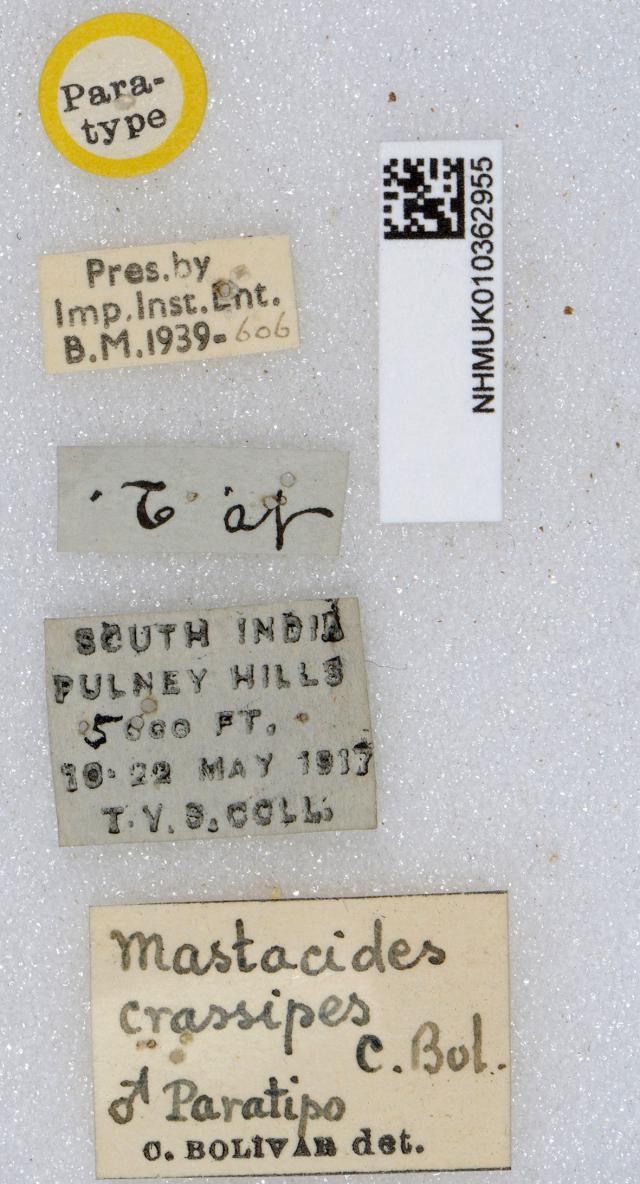 Para-
type
Pres.by
Imp.Inst.Ent.
B.M.1939-606
NHMUK010362955
SOUTH INDIA
PULNEY HILLS
5000 FT.
19-22 MAY 1917
T.V.S.COLL.
Mastacides
crassipes
C. Bol.
♂ Paratipo
C. BOLIVAR det.